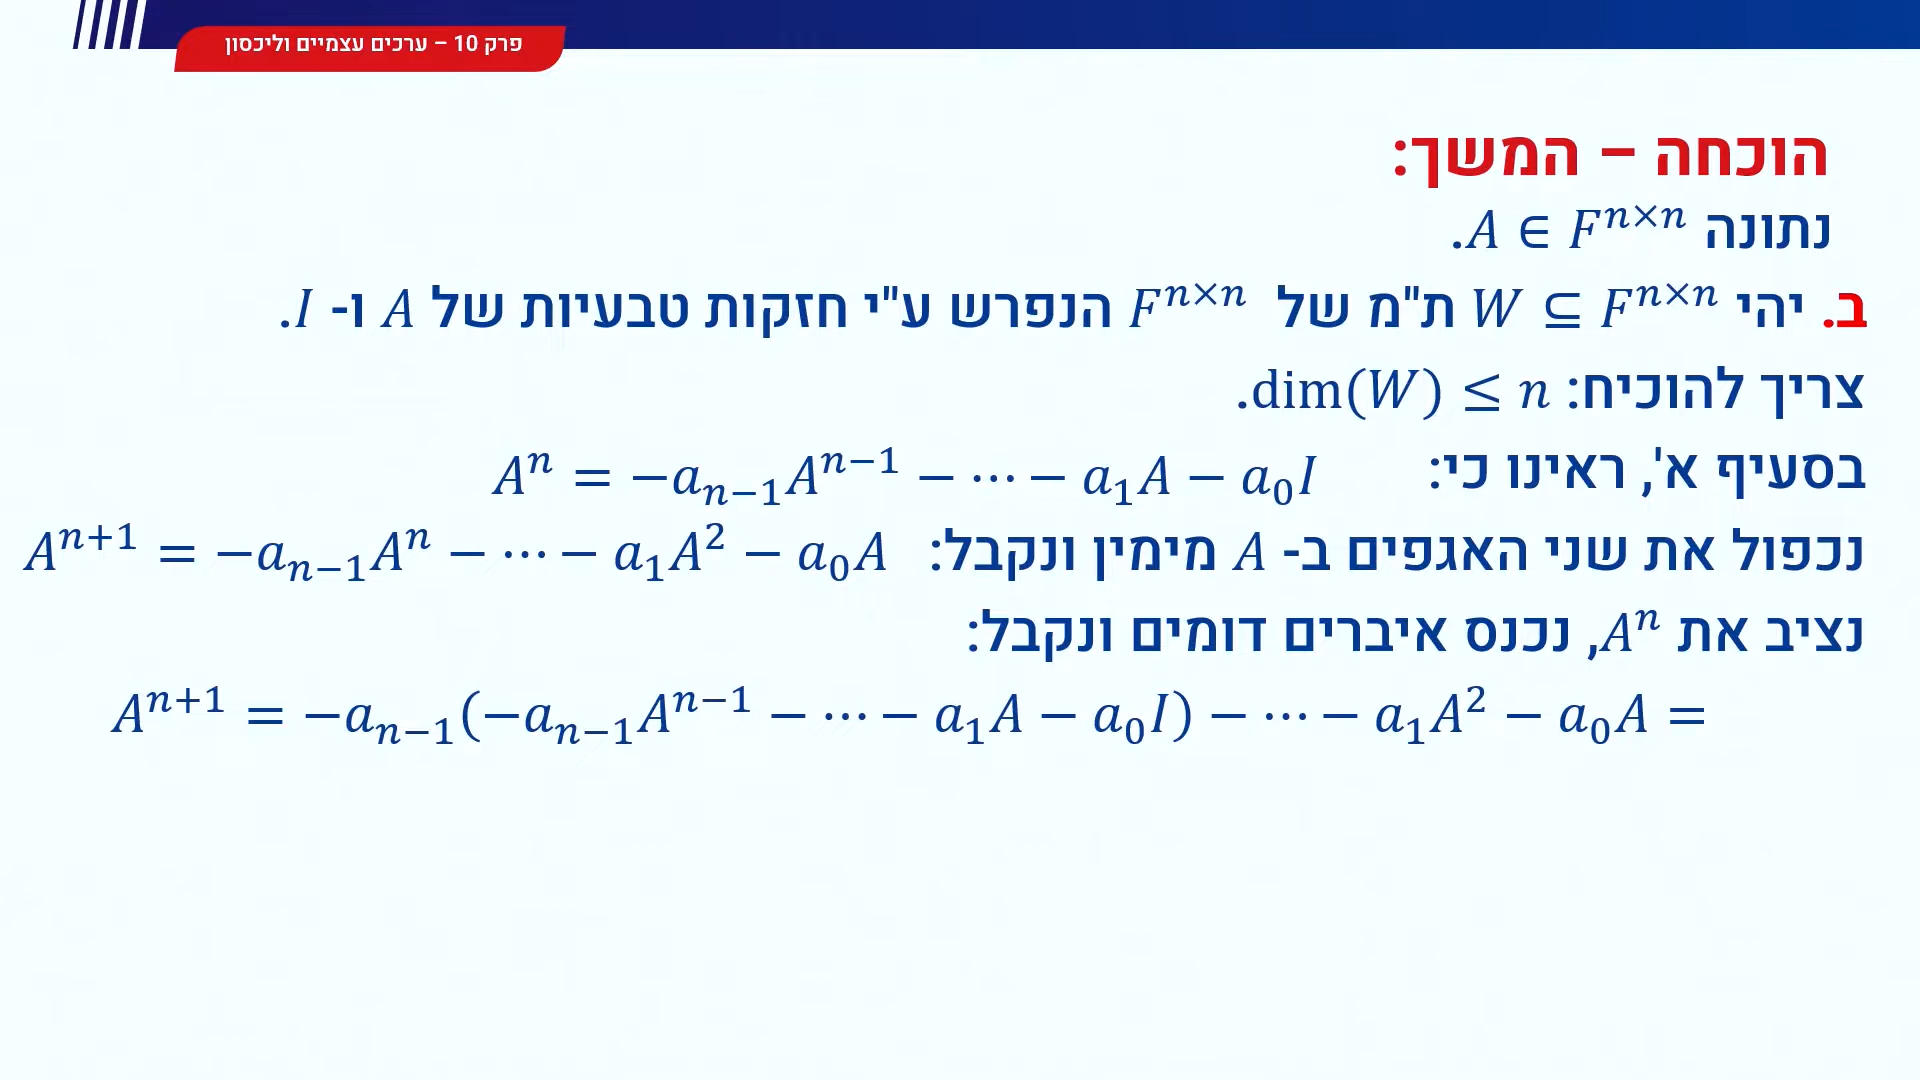 פרק 10 – ערכים עצמיים וליכסון
הוכחה – המשך:
נתונה $A \in F^{n \times n}$.
ב. יהי $W \subseteq F^{n \times n}$ ת"מ של $F^{n \times n}$ הנפרש ע"י חזקות טבעיות של $A$ ו- $I$.
צריך להוכיח: $\dim(W) \leq n$.
בסעיף א', ראינו כי: $A^n = -a_{n-1}A^{n-1} - \cdots - a_1A - a_0I$
נכפול את שני האגפים ב- $A$ מימין ונקבל: $A^{n+1} = -a_{n-1}A^n - \cdots - a_1A^2 - a_0A$
נציב את $A^n$, נכנס איברים דומים ונקבל:
$A^{n+1} = -a_{n-1}(-a_{n-1}A^{n-1} - \cdots - a_1A - a_0I) - \cdots - a_1A^2 - a_0A =$